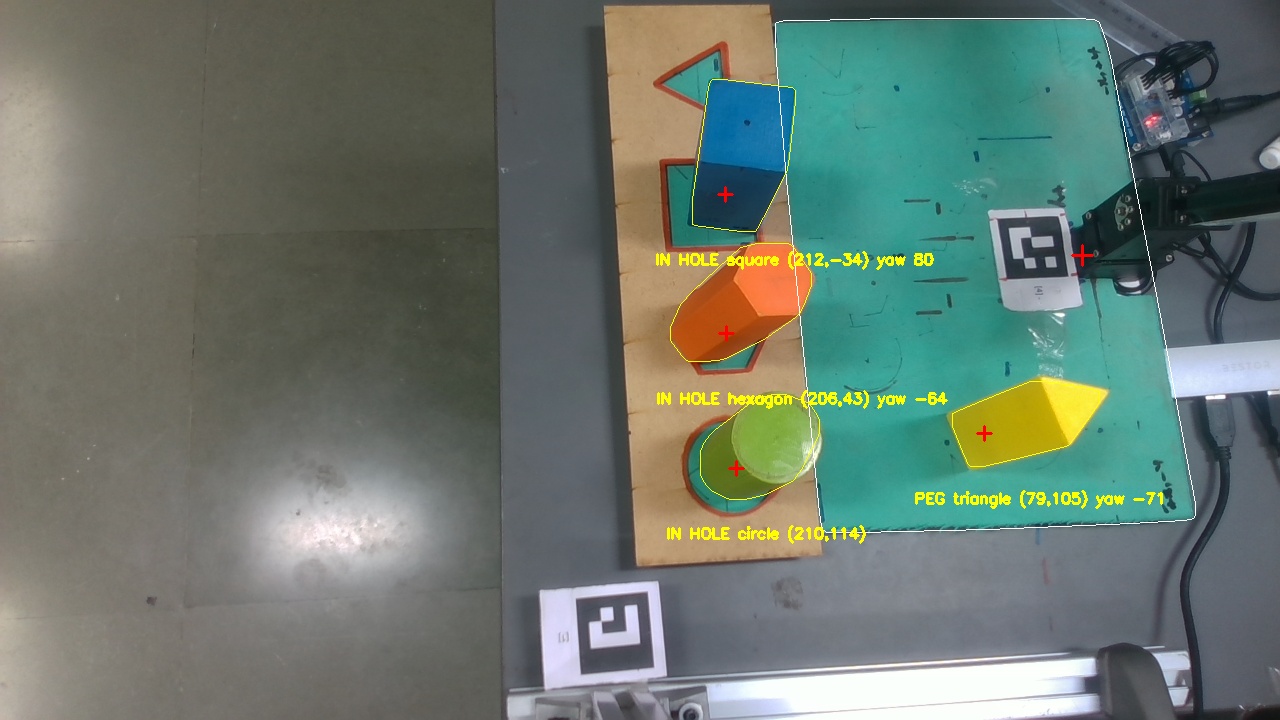 IN HOLE square (212,-34) yaw 80
IN HOLE hexagon (206,43) yaw -64
PEG triangle (79,105) yaw -71
IN HOLE circle (210,114)